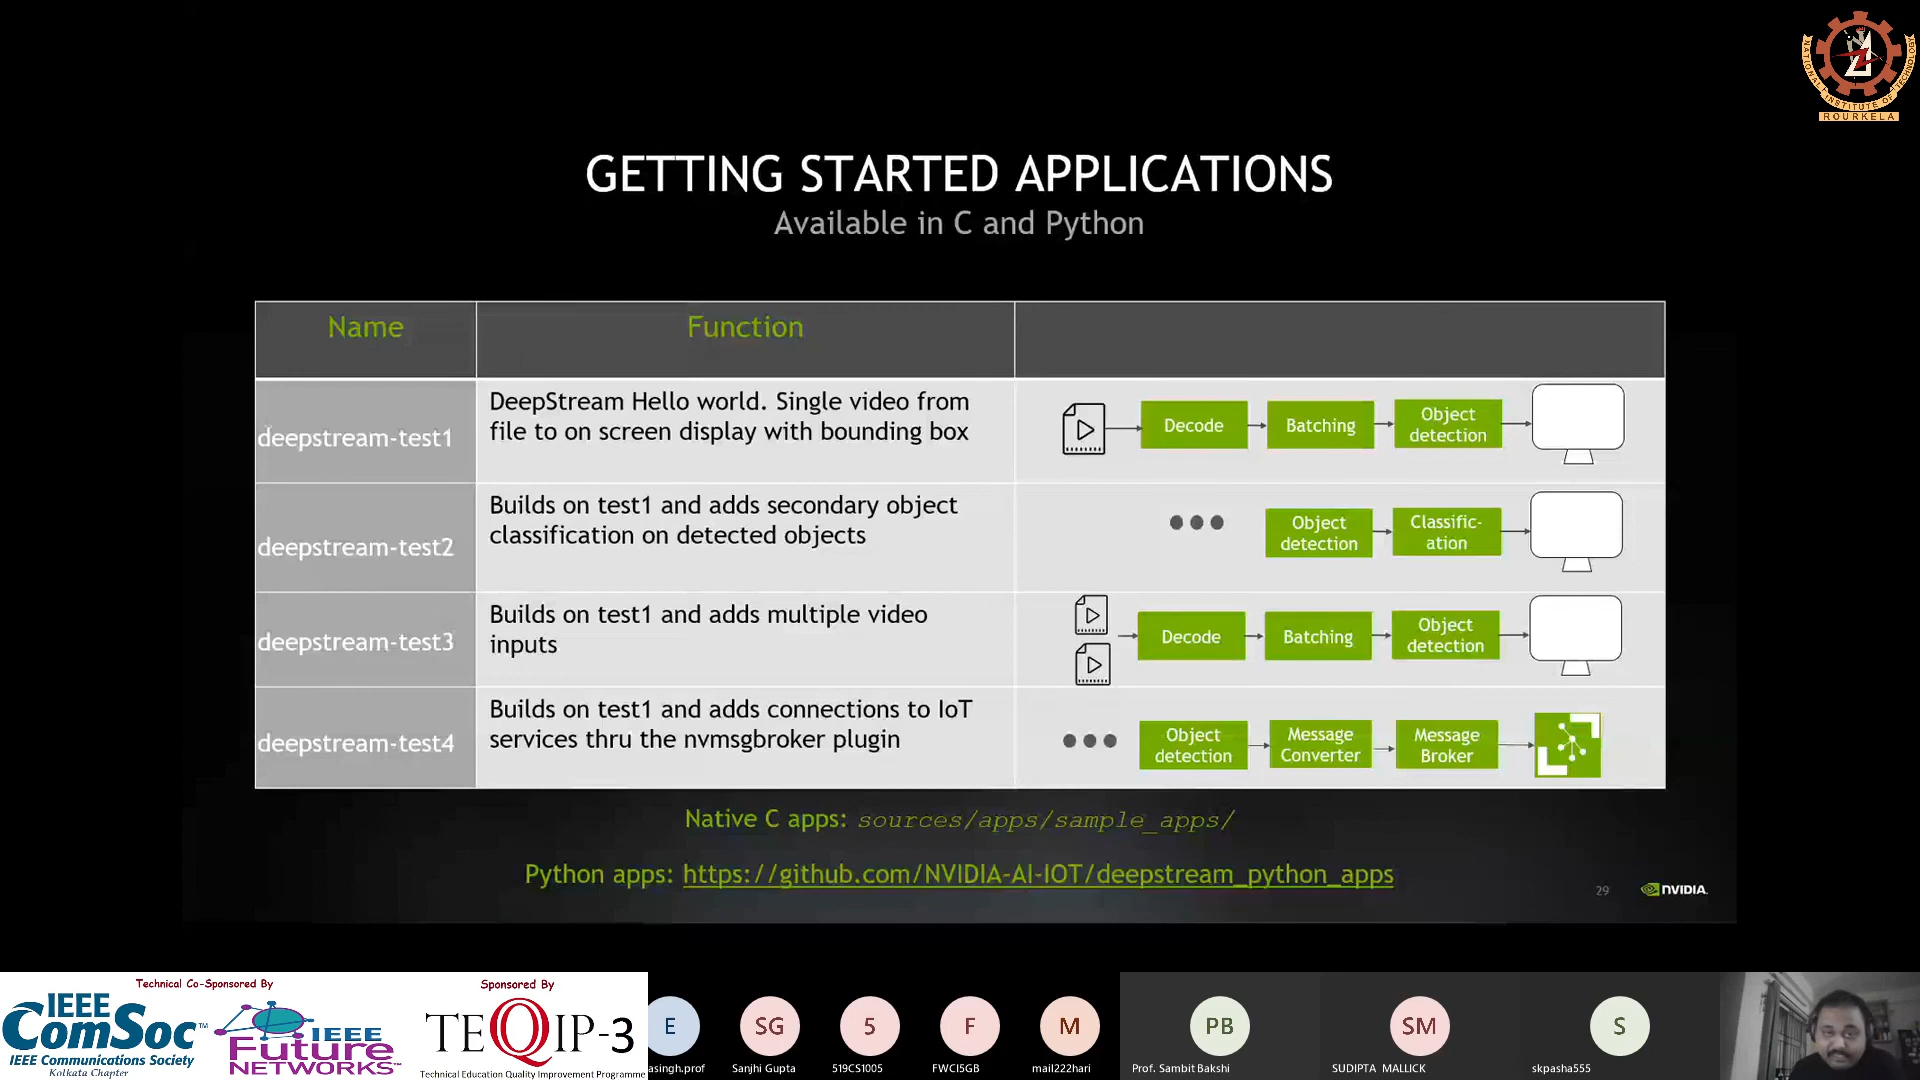 NATIONAL INSTITUTE OF TECHNOLOGY
ROURKELA
GETTING STARTED APPLICATIONS
Available in C and Python
Name
Function
deepstream-test1
DeepStream Hello world. Single video from
file to on screen display with bounding box
Decode
Batching
Object
detection
deepstream-test2
Builds on test1 and adds secondary object
classification on detected objects
Object
detection
Classific-
ation
deepstream-test3
Builds on test1 and adds multiple video
inputs
Decode
Batching
Object
detection
deepstream-test4
Builds on test1 and adds connections to IoT
services thru the nvmsgbroker plugin
Object
detection
Message
Converter
Message
Broker
Native C apps: sources/apps/sample_apps/
Python apps: https://github.com/NVIDIA-AI-IOT/deepstream_python_apps
29
NVIDIA.
Technical Co-Sponsored By
IEEE
ComSoc™
IEEE Communications Society
Kolkata Chapter
IEEE
Future
NETWORKS™
Sponsored By
TEQIP-3
Technical Education Quality Improvement Programme
E
asingh.prof
SG
Sanjhi Gupta
5
519CS1005
F
FWCI5GB
M
mail222hari
PB
Prof. Sambit Bakshi
SM
SUDIPTA MALLICK
S
skpasha555